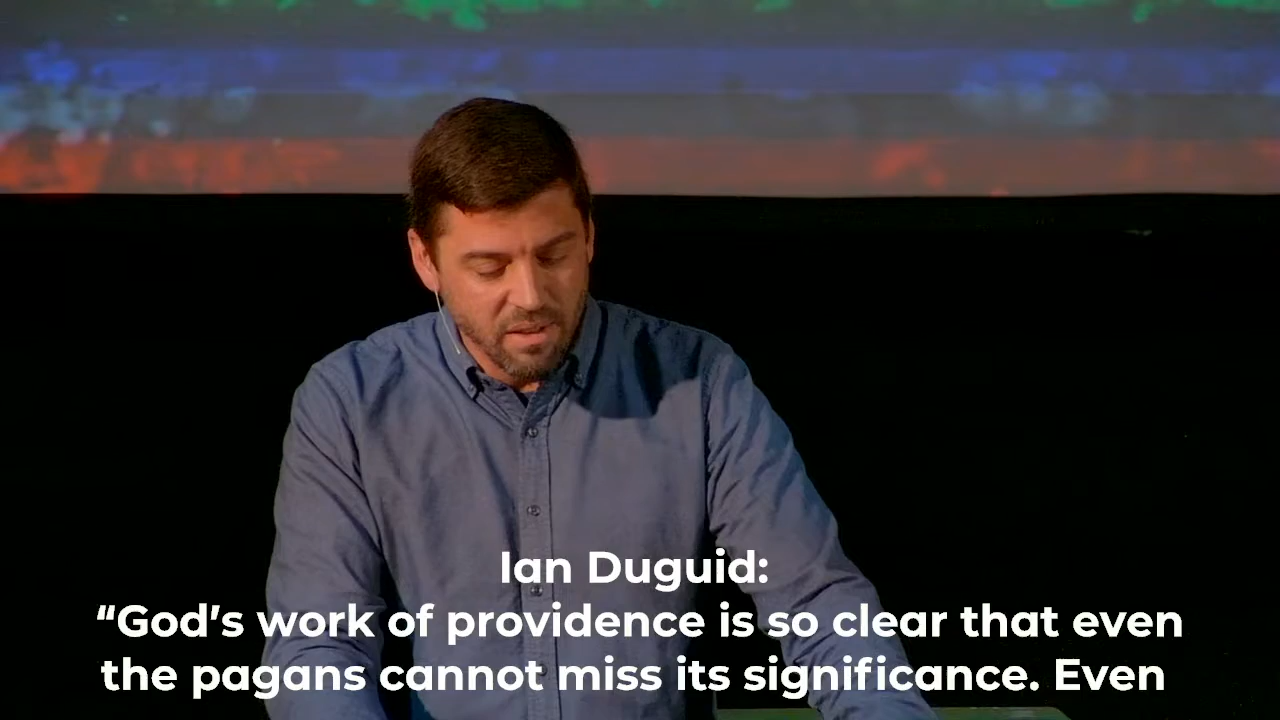 Ian Duguid:
“God’s work of providence is so clear that even
the pagans cannot miss its significance. Even